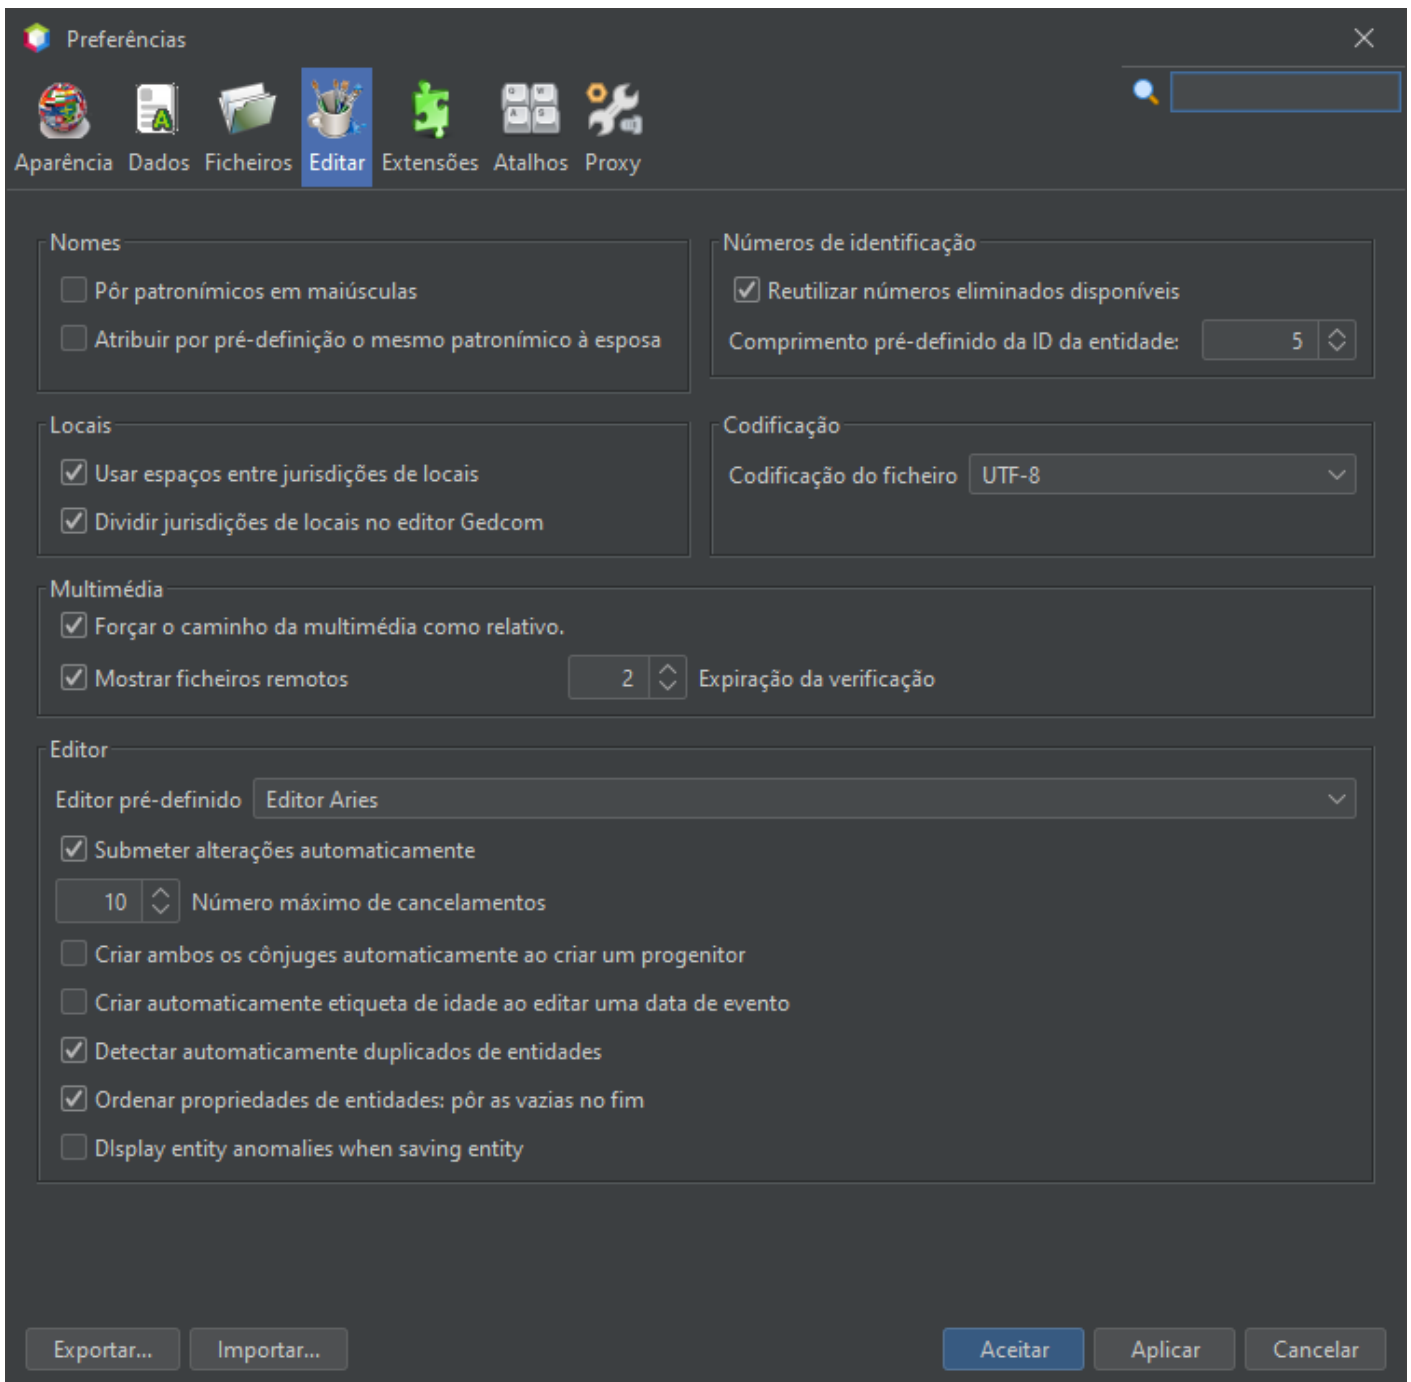 Preferências
Aparência Dados Ficheiros Editar Extensões Atalhos Proxy
Nomes
Pôr patronímicos em maiúsculas
Atribuir por pré-definição o mesmo patronímico à esposa
Números de identificação
Reutilizar números eliminados disponíveis
Comprimento pré-definido da ID da entidade: 5
Locais
Usar espaços entre jurisdições de locais
Dividir jurisdições de locais no editor Gedcom
Codificação
Codificação do ficheiro UTF-8
Multimédia
Forçar o caminho da multimédia como relativo.
Mostrar ficheiros remotos 2 Expiração da verificação
Editor
Editor pré-definido Editor Aries
Submeter alterações automaticamente
10 Número máximo de cancelamentos
Criar ambos os cônjuges automaticamente ao criar um progenitor
Criar automaticamente etiqueta de idade ao editar uma data de evento
Detectar automaticamente duplicados de entidades
Ordenar propriedades de entidades: pôr as vazias no fim
DIsplay entity anomalies when saving entity
Exportar... Importar... Aceitar Aplicar Cancelar